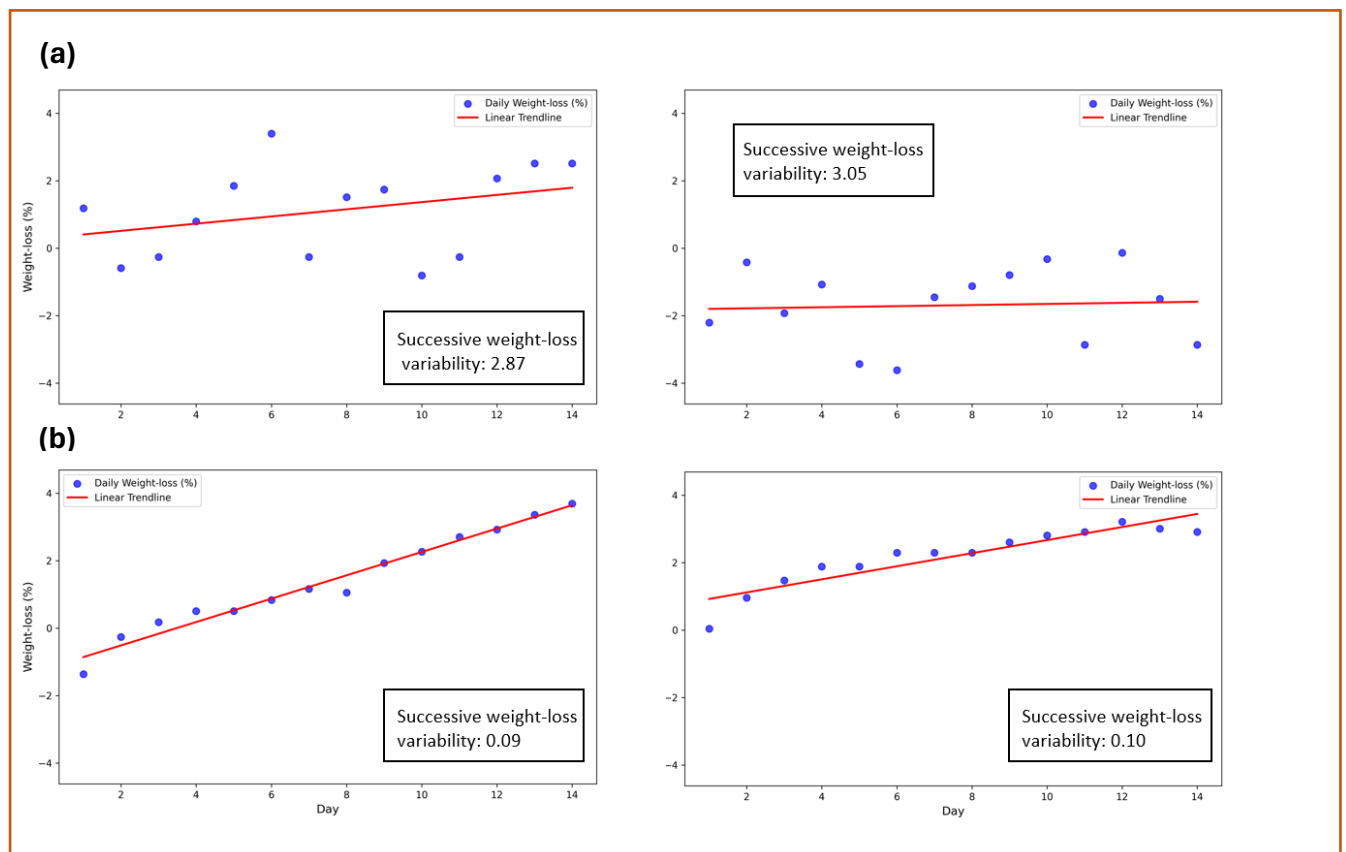 (a)
Daily Weight-loss (%)
Linear Trendline
4
2
0
−2
−4
Weight-loss (%)
Successive weight-loss
variability: 2.87
2 4 6 8 10 12 14
Daily Weight-loss (%)
Linear Trendline
Successive weight-loss
variability: 3.05
4
2
0
−2
−4
2 4 6 8 10 12 14
(b)
Daily Weight-loss (%)
Linear Trendline
4
2
0
−2
−4
Weight-loss (%)
Successive weight-loss
variability: 0.09
2 4 6 8 10 12 14
Day
Daily Weight-loss (%)
Linear Trendline
4
2
0
−2
−4
Successive weight-loss
variability: 0.10
2 4 6 8 10 12 14
Day